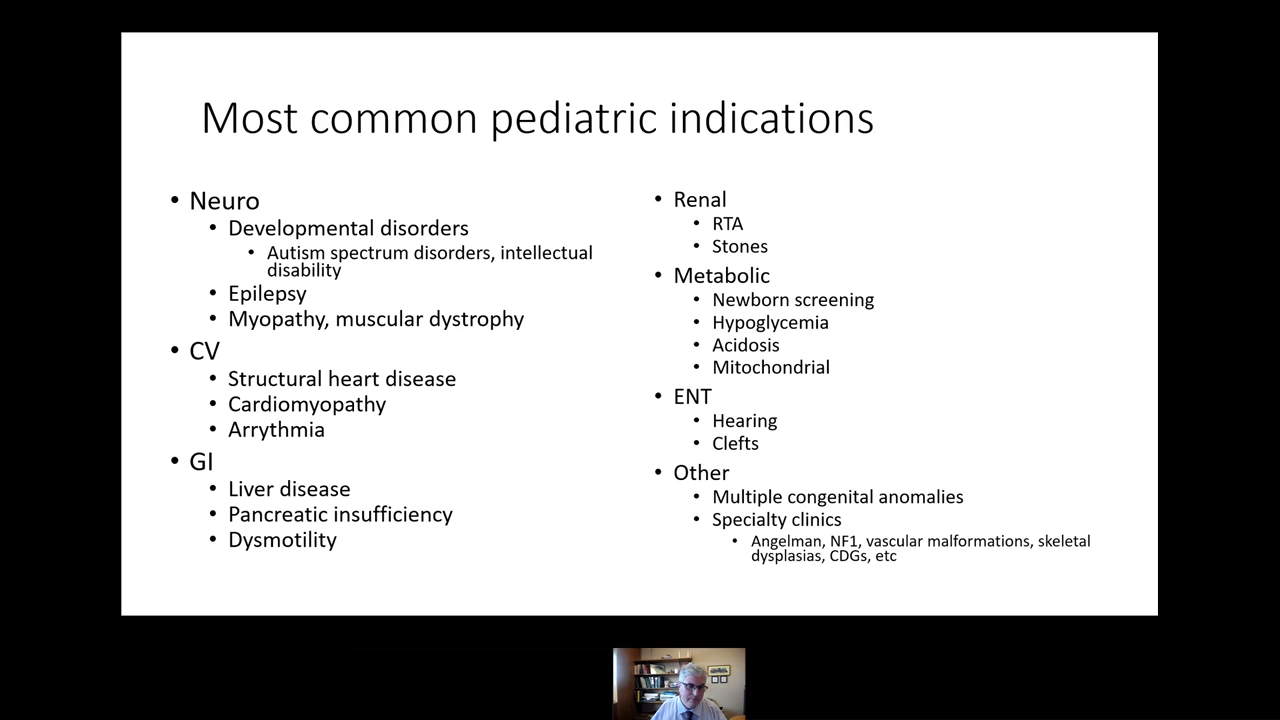 Most common pediatric indications
• Neuro
• Developmental disorders
• Autism spectrum disorders, intellectual
disability
• Epilepsy
• Myopathy, muscular dystrophy
• CV
• Structural heart disease
• Cardiomyopathy
• Arrythmia
• GI
• Liver disease
• Pancreatic insufficiency
• Dysmotility
• Renal
• RTA
• Stones
• Metabolic
• Newborn screening
• Hypoglycemia
• Acidosis
• Mitochondrial
• ENT
• Hearing
• Clefts
• Other
• Multiple congenital anomalies
• Specialty clinics
• Angelman, NF1, vascular malformations, skeletal
dysplasias, CDGs, etc